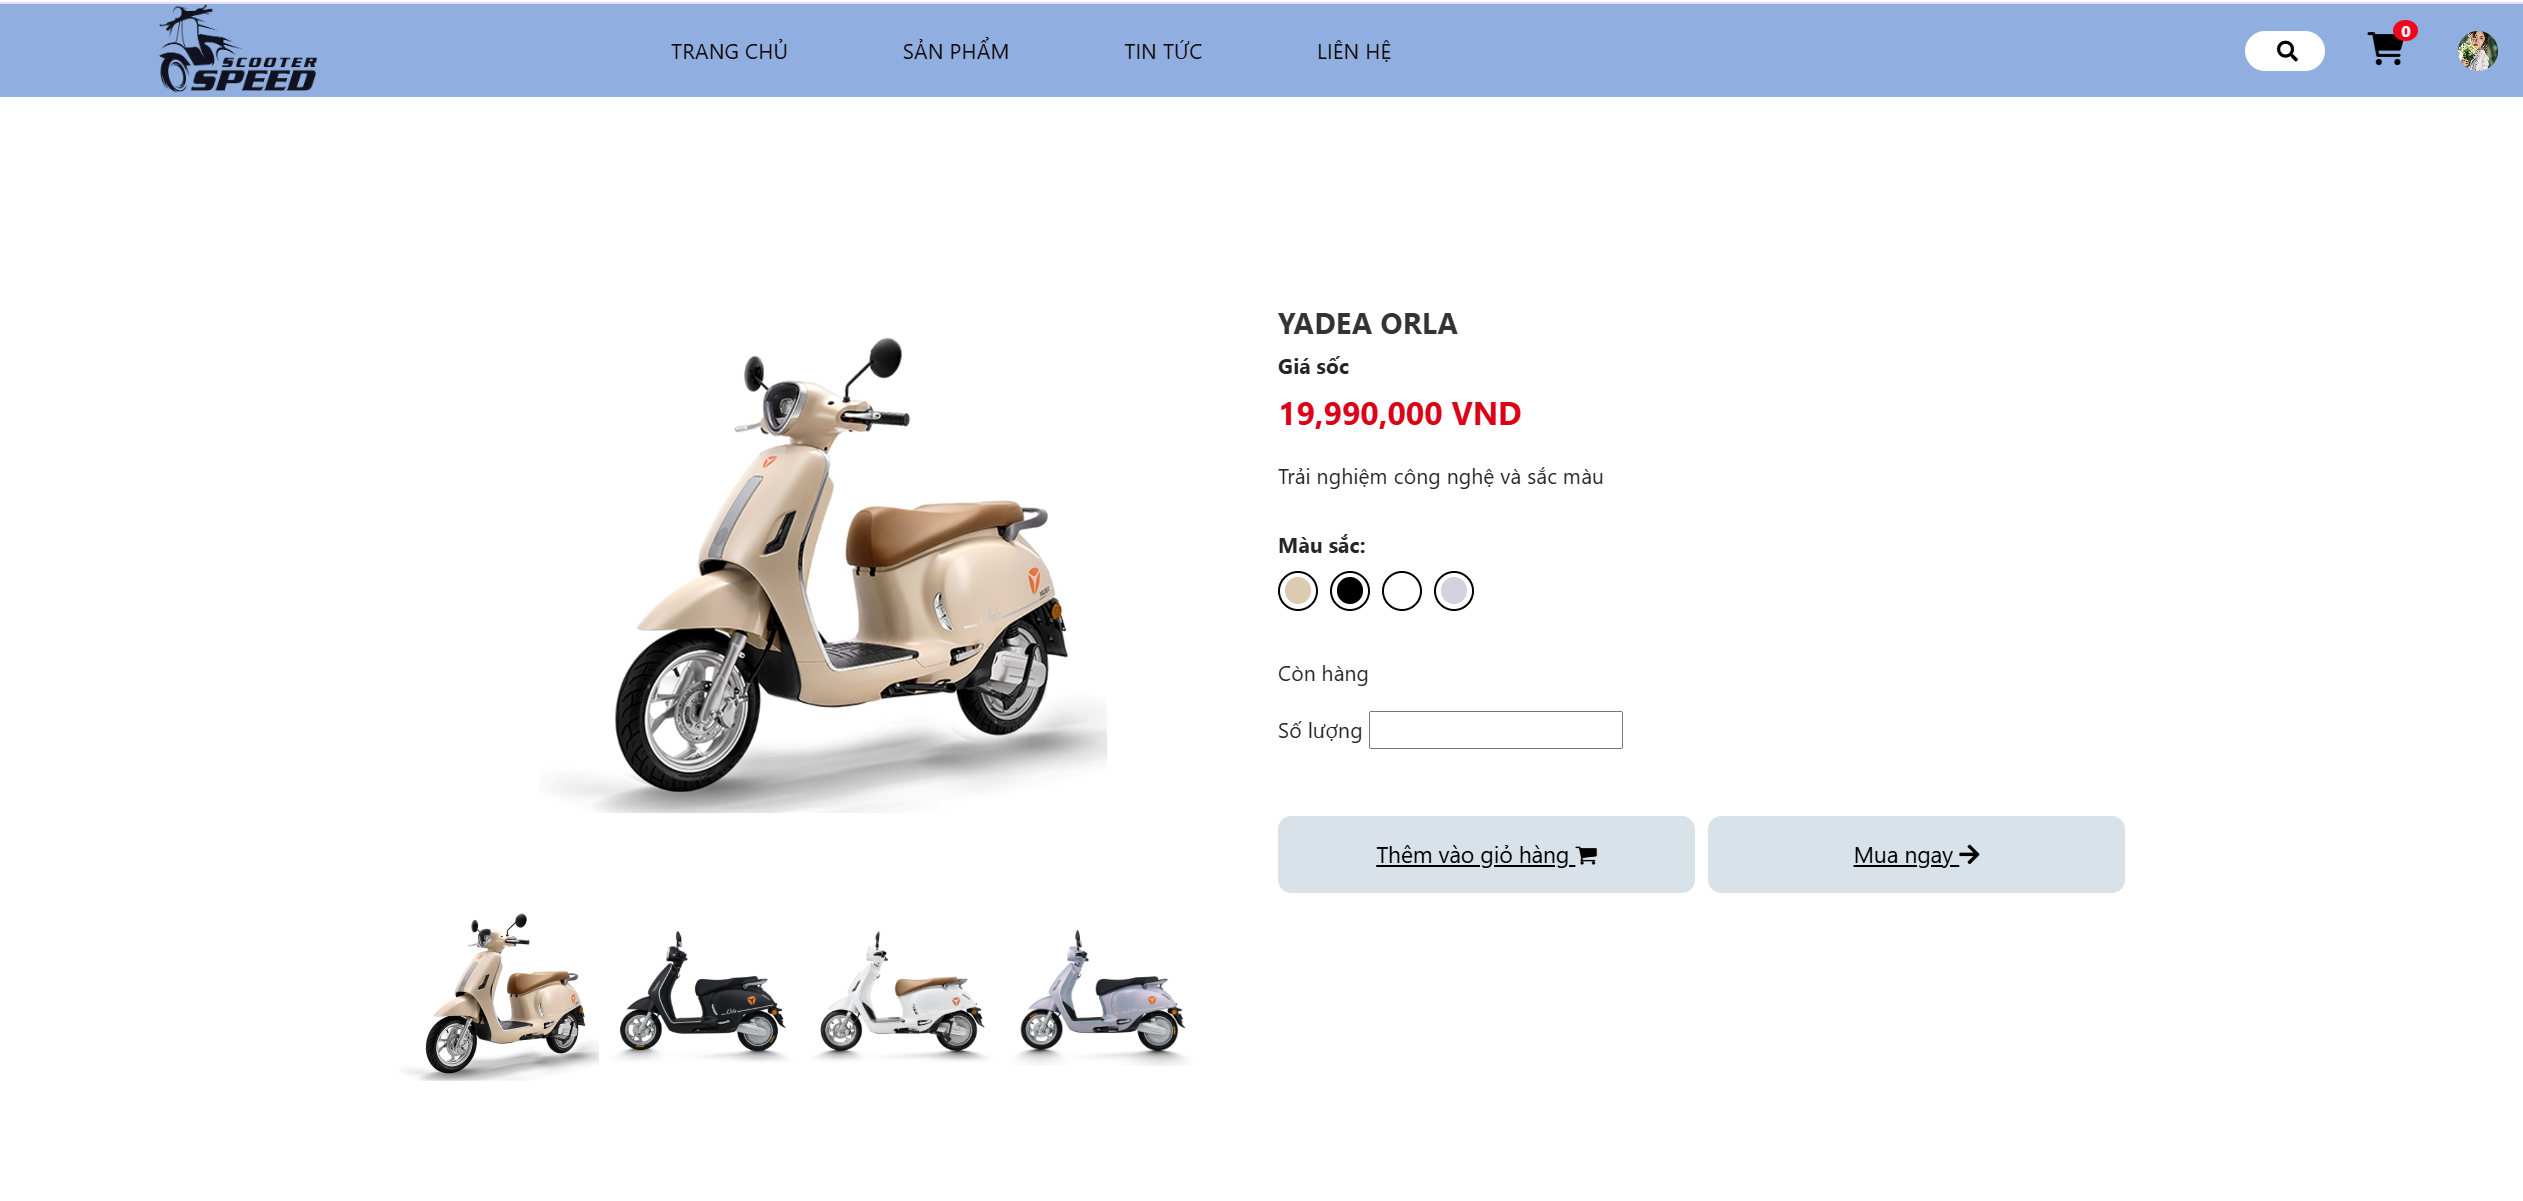 SCOOTER
SPEED
TRANG CHỦ
SẢN PHẨM
TIN TỨC
LIÊN HỆ
0
YADEA ORLA
Giá sốc
19,990,000 VND
Trải nghiệm công nghệ và sắc màu
Màu sắc:
Còn hàng
Số lượng
Thêm vào giỏ hàng
Mua ngay